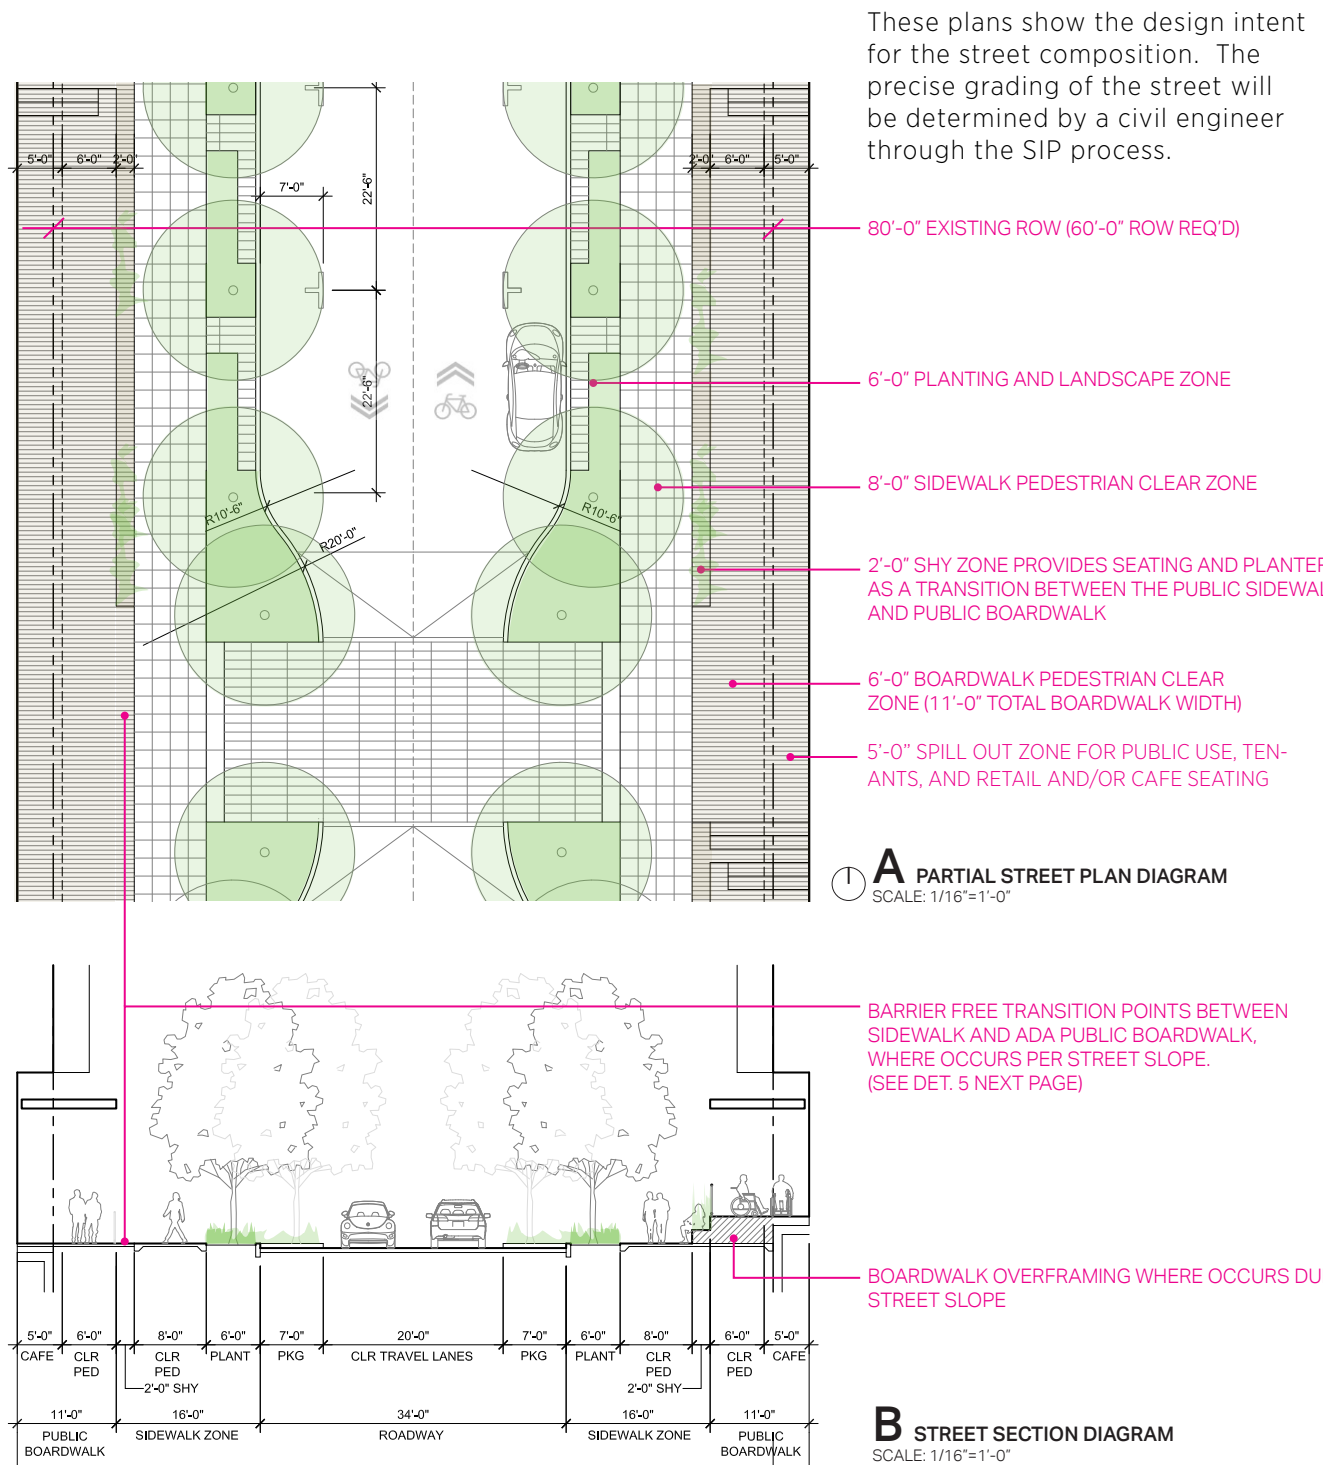 These plans show the design intent
for the street composition.  The
precise grading of the street will
be determined by a civil engineer
through the SIP process.
5'-0" 6'-0" 2'-0"
2'-0" 6'-0" 5'-0"
7'-0"
22'-6"
80'-0" EXISTING ROW (60'-0" ROW REQ'D)
22'-6"
6'-0" PLANTING AND LANDSCAPE ZONE
8'-0" SIDEWALK PEDESTRIAN CLEAR ZONE
R10'-6"
R10'-6"
R20'-0"
2'-0" SHY ZONE PROVIDES SEATING AND PLANTER
AS A TRANSITION BETWEEN THE PUBLIC SIDEWAL
AND PUBLIC BOARDWALK
6'-0" BOARDWALK PEDESTRIAN CLEAR
ZONE (11'-0" TOTAL BOARDWALK WIDTH)
5'-0" SPILL OUT ZONE FOR PUBLIC USE, TEN-
ANTS, AND RETAIL AND/OR CAFE SEATING
A PARTIAL STREET PLAN DIAGRAM
SCALE: 1/16"=1'-0"
BARRIER FREE TRANSITION POINTS BETWEEN
SIDEWALK AND ADA PUBLIC BOARDWALK,
WHERE OCCURS PER STREET SLOPE.
(SEE DET. 5 NEXT PAGE)
BOARDWALK OVERFRAMING WHERE OCCURS DU
STREET SLOPE
5'-0" 6'-0" 8'-0" 6'-0" 7'-0" 20'-0" 7'-0" 6'-0" 8'-0" 6'-0" 5'-0"
CAFE CLR CLR PLANT PKG CLR TRAVEL LANES PKG PLANT CLR CLR CAFE
PED PED PED PED
2'-0" SHY 2'-0" SHY
11'-0" 16'-0" 34'-0" 16'-0" 11'-0"
PUBLIC SIDEWALK ZONE ROADWAY SIDEWALK ZONE PUBLIC
BOARDWALK BOARDWALK
B STREET SECTION DIAGRAM
SCALE: 1/16"=1'-0"